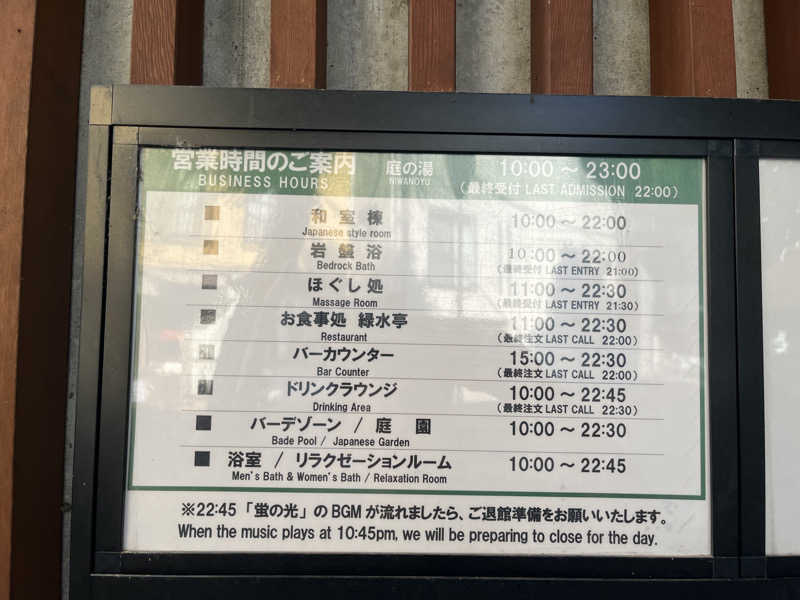 営業時間のご案内 庭の湯 10:00 ～ 23:00
BUSINESS HOURS NIWANOYU (最終受付 LAST ADMISSION 22:00)
■ 和室棟 10:00 ～ 22:00
Japanese style room
■ 岩盤浴 10:00 ～ 22:00
Bedrock Bath (最終受付 LAST ENTRY 21:00)
■ ほぐし処 11:00 ～ 22:30
Massage Room (最終受付 LAST ENTRY 21:30)
■ お食事処 緑水亭 11:00 ～ 22:30
Restaurant (最終注文 LAST CALL 22:00)
■ バーカウンター 15:00 ～ 22:30
Bar Counter (最終注文 LAST CALL 22:00)
■ ドリンクラウンジ 10:00 ～ 22:45
Drinking Area (最終注文 LAST CALL 22:30)
■ バーデゾーン / 庭園 10:00 ～ 22:30
Bade Pool / Japanese Garden
■ 浴室 / リラクゼーションルーム 10:00 ～ 22:45
Men's Bath & Women's Bath / Relaxation Room
※22:45「蛍の光」のBGMが流れましたら、ご退館準備をお願いいたします。
When the music plays at 10:45pm, we will be preparing to close for the day.